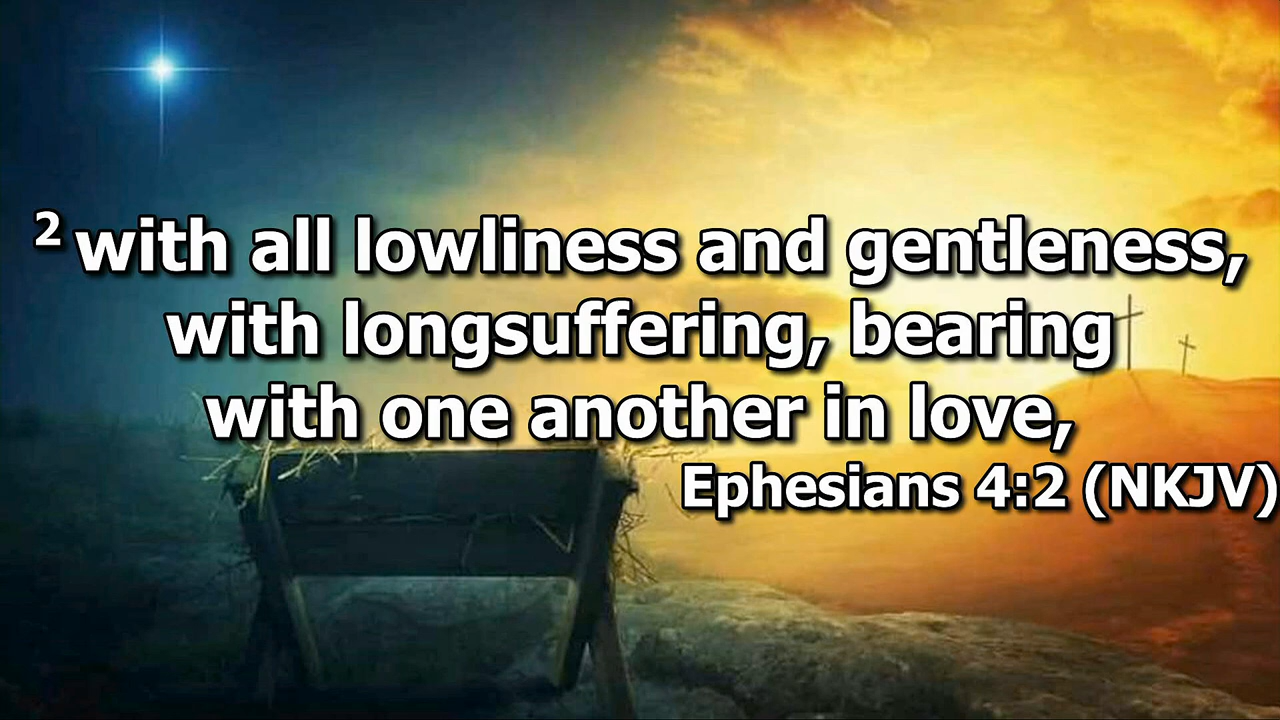 2 with all lowliness and gentleness,
with longsuffering, bearing
with one another in love,
Ephesians 4:2 (NKJV)